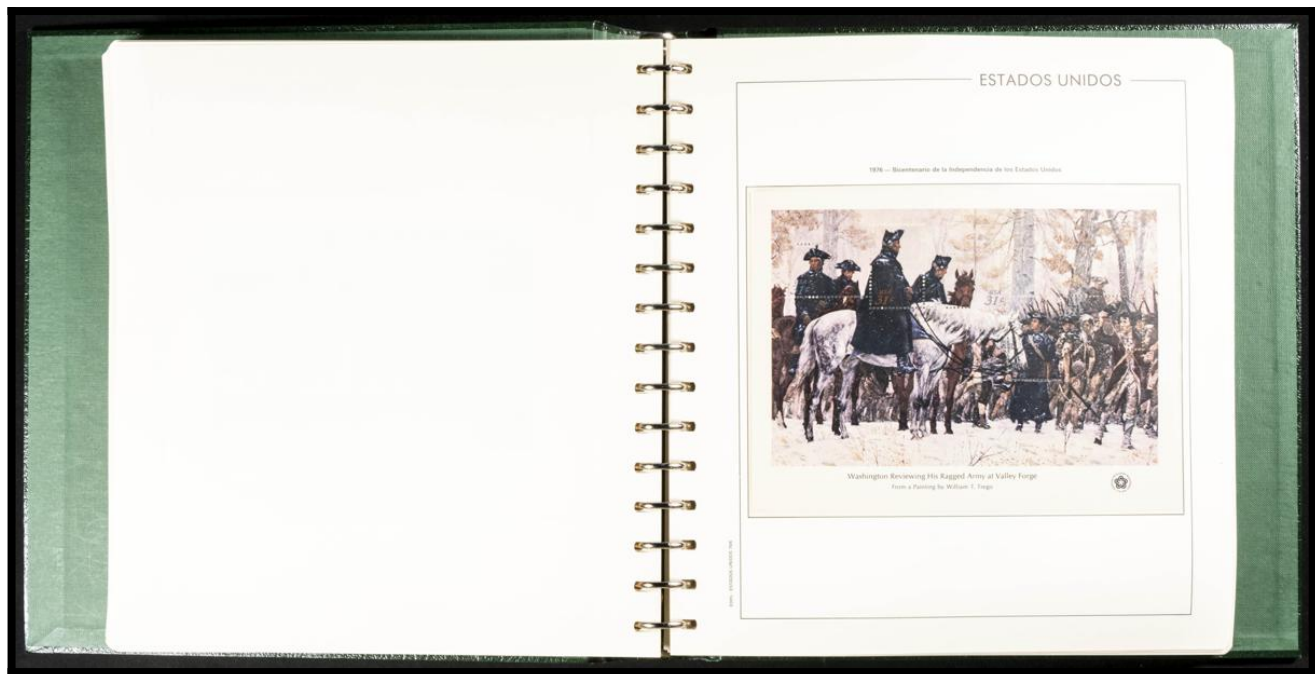 ESTADOS UNIDOS
1976 — Bicentenario de la Independencia de los Estados Unidos
31¢
Washington Reviewing His Ragged Army at Valley Forge
From a Painting by William T. Trego